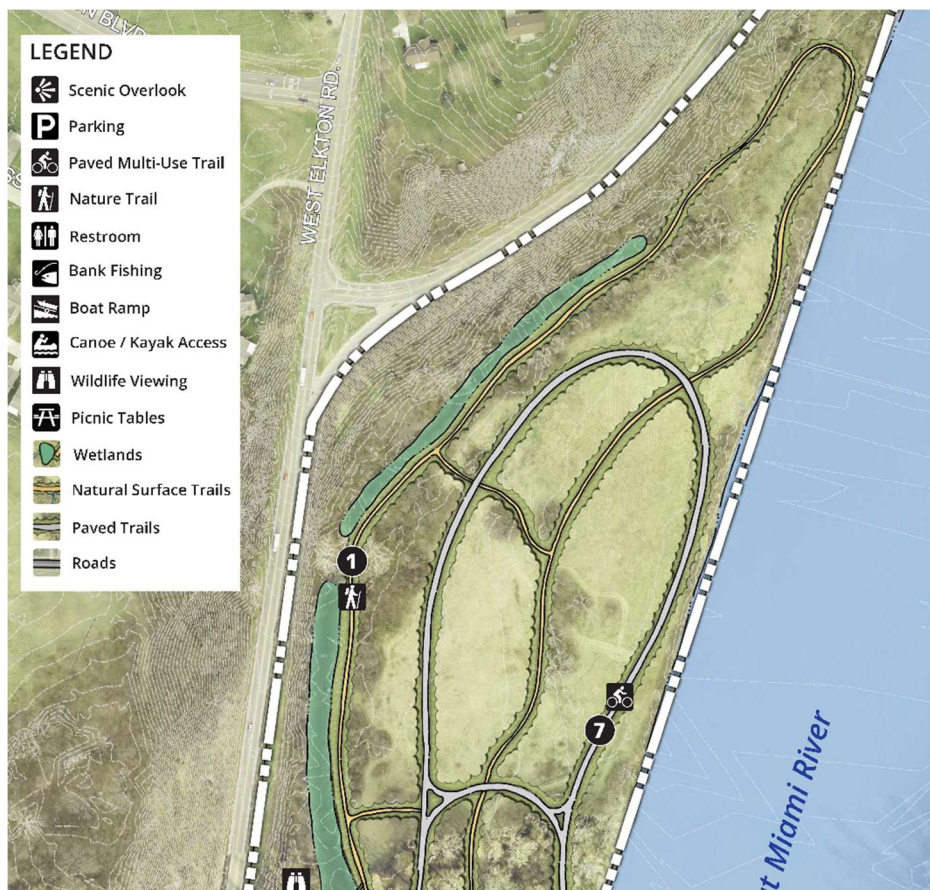 N BLVD
LEGEND
Scenic Overlook
P
Parking
Paved Multi-Use Trail
Nature Trail
Restroom
Bank Fishing
Boat Ramp
Canoe / Kayak Access
Wildlife Viewing
Picnic Tables
Wetlands
Natural Surface Trails
Paved Trails
Roads
WEST ELKTON RD.
1
7
t Miami River